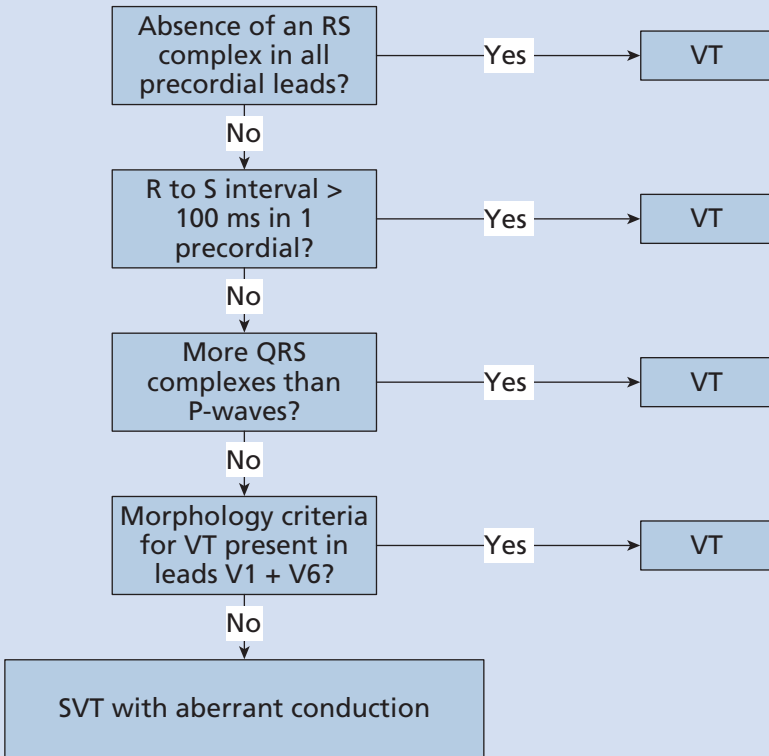 Absence of an RS
complex in all
precordial leads?
Yes
VT
No
R to S interval >
100 ms in 1
precordial?
Yes
VT
No
More QRS
complexes than
P-waves?
Yes
VT
No
Morphology criteria
for VT present in
leads V1 + V6?
Yes
VT
No
SVT with aberrant conduction